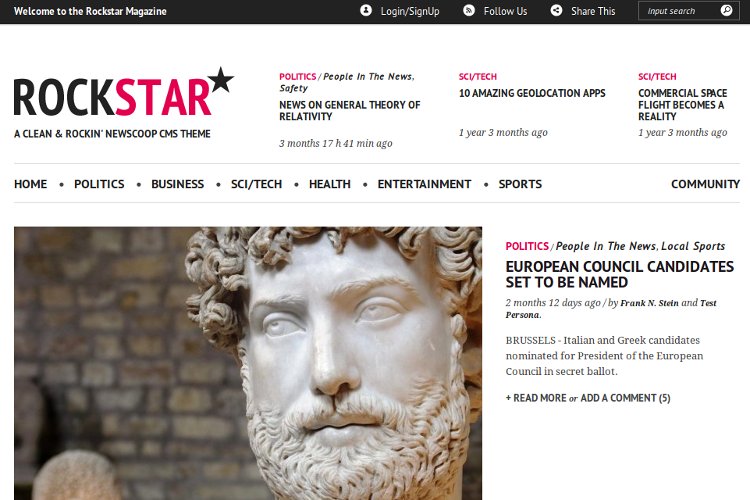 Welcome to the Rockstar Magazine
Login/SignUp
Follow Us
Share This
Input search
ROCKSTAR
A CLEAN & ROCKIN' NEWSCOOP CMS THEME
POLITICS / People In The News,
Safety
NEWS ON GENERAL THEORY OF
RELATIVITY
3 months 17 h 41 min ago
SCI/TECH
10 AMAZING GEOLOCATION APPS
1 year 3 months ago
SCI/TECH
COMMERCIAL SPACE
FLIGHT BECOMES A
REALITY
1 year 3 months ago
HOME • POLITICS • BUSINESS • SCI/TECH • HEALTH • ENTERTAINMENT • SPORTS
COMMUNITY
POLITICS / People In The News, Local Sports
EUROPEAN COUNCIL CANDIDATES
SET TO BE NAMED
2 months 12 days ago / by Frank N. Stein and Test
Persona.
BRUSSELS - Italian and Greek candidates
nominated for President of the European
Council in secret ballot.
+ READ MORE or ADD A COMMENT (5)